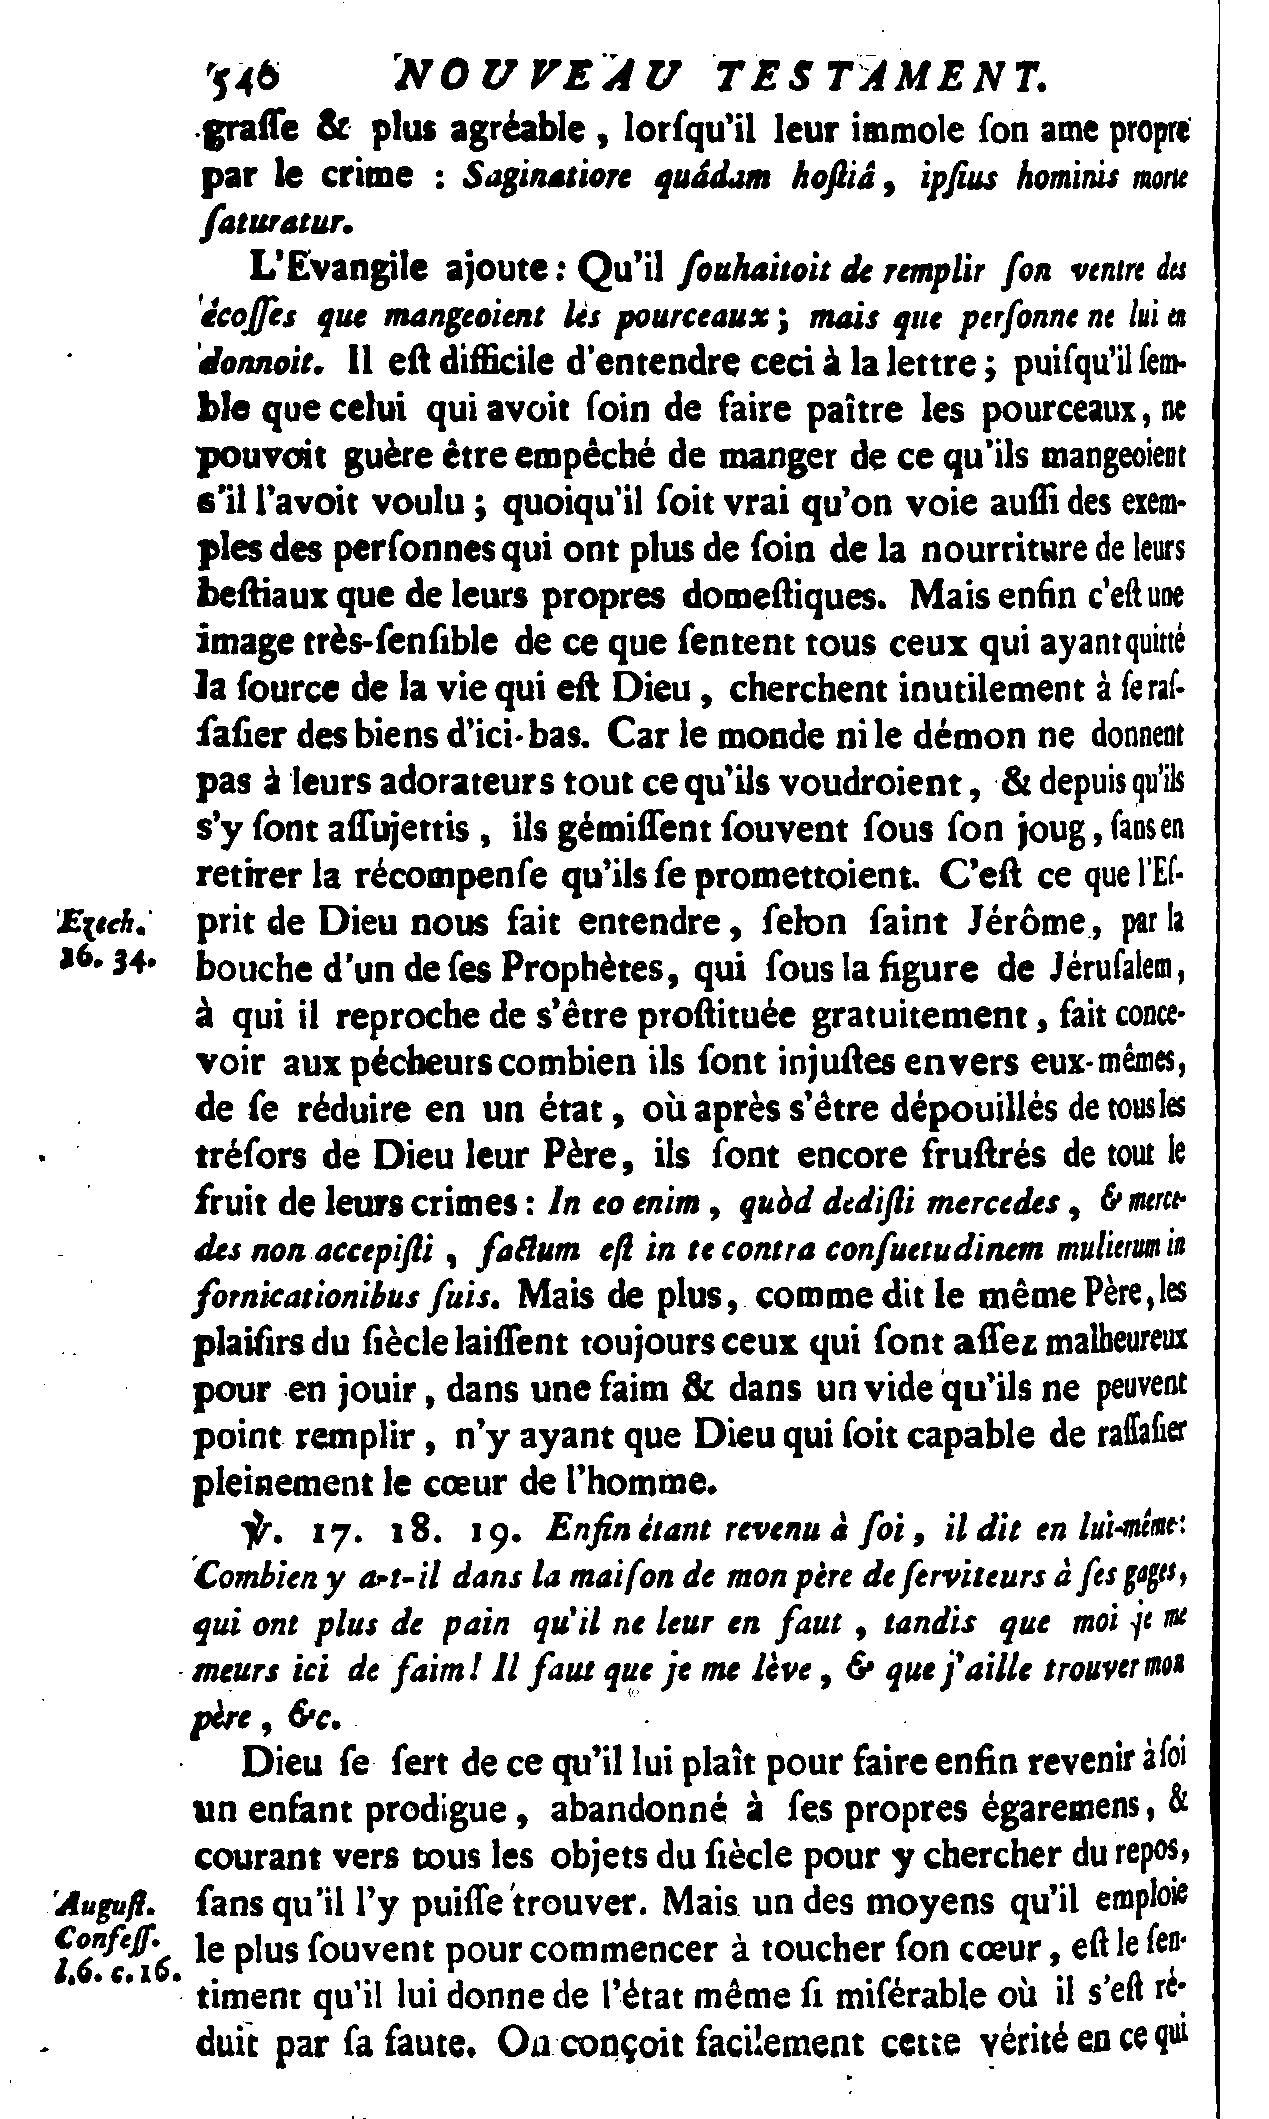 546 NOUVEAU TESTAMENT.
graſſe & plus agréable, lorſqu'il leur immole ſon ame propre
par le crime : Saginatiore quâdam hoſtiâ, ipſius hominis morte
ſaturatur.
L'Evangile ajoute : Qu'il ſouhaitoit de remplir ſon ventre des
écoſſes que mangeoient les pourceaux ; mais que perſonne ne lui en
donnoit. Il eſt difficile d'entendre ceci à la lettre ; puiſqu'il ſem-
ble que celui qui avoit ſoin de faire paître les pourceaux, ne
pouvoit guère être empêché de manger de ce qu'ils mangeoient
s'il l'avoit voulu ; quoiqu'il ſoit vrai qu'on voie auſſi des exem-
ples des perſonnes qui ont plus de ſoin de la nourriture de leurs
beſtiaux que de leurs propres domeſtiques. Mais enfin c'eſt une
image très-ſenſible de ce que ſentent tous ceux qui ayant quitté
la ſource de la vie qui eſt Dieu, cherchent inutilement à ſe raſ-
ſaſier des biens d'ici-bas. Car le monde ni le démon ne donnent
pas à leurs adorateurs tout ce qu'ils voudroient, & depuis qu'ils
s'y ſont aſſujettis, ils gémiſſent ſouvent ſous ſon joug, ſans en
retirer la récompenſe qu'ils ſe promettoient. C'eſt ce que l'Eſ-
Ezech.
16. 34.
prit de Dieu nous fait entendre, ſelon ſaint Jérôme, par la
bouche d'un de ſes Prophètes, qui ſous la figure de Jéruſalem,
à qui il reproche de s'être proſtituée gratuitement, fait conce-
voir aux pécheurs combien ils ſont injuſtes envers eux-mêmes,
de ſe réduire en un état, où après s'être dépouillés de tous les
tréſors de Dieu leur Père, ils ſont encore fruſtrés de tout le
fruit de leurs crimes : In eo enim, quòd dediſti mercedes, & merce-
des non accepiſti, factum eſt in te contra conſuetudinem mulierum in
fornicationibus ſuis. Mais de plus, comme dit le même Père, les
plaiſirs du ſiècle laiſſent toujours ceux qui ſont aſſez malheureux
pour en jouir, dans une faim & dans un vide qu'ils ne peuvent
point remplir, n'y ayant que Dieu qui ſoit capable de raſſaſier
pleinement le cœur de l'homme.
℣. 17. 18. 19. Enfin étant revenu à ſoi, il dit en lui-même :
Combien y a-t-il dans la maiſon de mon père de ſerviteurs à ſes gages,
qui ont plus de pain qu'il ne leur en faut, tandis que moi je me
meurs ici de faim ! Il faut que je me lève, & que j'aille trouver mon
père, &c.
Dieu ſe ſert de ce qu'il lui plaît pour faire enfin revenir à ſoi
un enfant prodigue, abandonné à ſes propres égaremens, &
courant vers tous les objets du ſiècle pour y chercher du repos,
Auguſt.
Confeſſ.
l. 6. c. 16.
ſans qu'il l'y puiſſe trouver. Mais un des moyens qu'il emploie
le plus ſouvent pour commencer à toucher ſon cœur, eſt le ſen-
timent qu'il lui donne de l'état même ſi miſérable où il s'eſt ré-
duit par ſa faute. On conçoit facilement cette vérité en ce qui